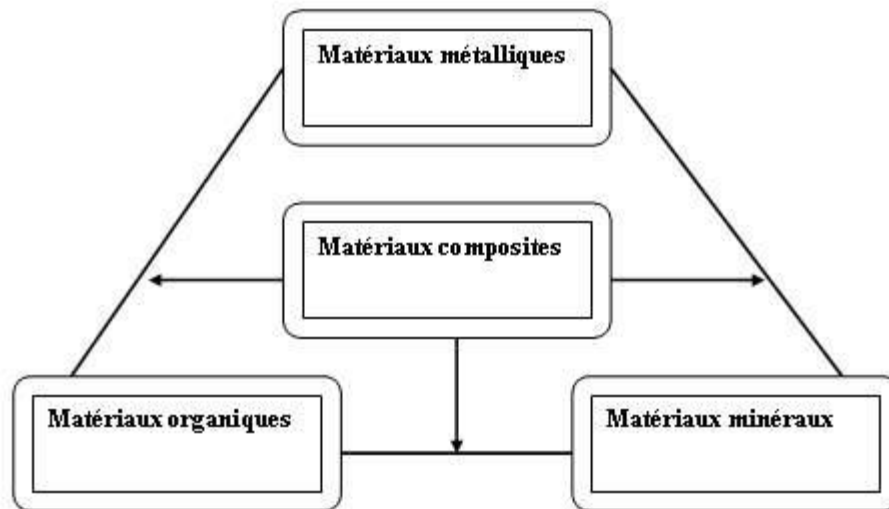 Matériaux métalliques
Matériaux composites
Matériaux organiques
Matériaux minéraux